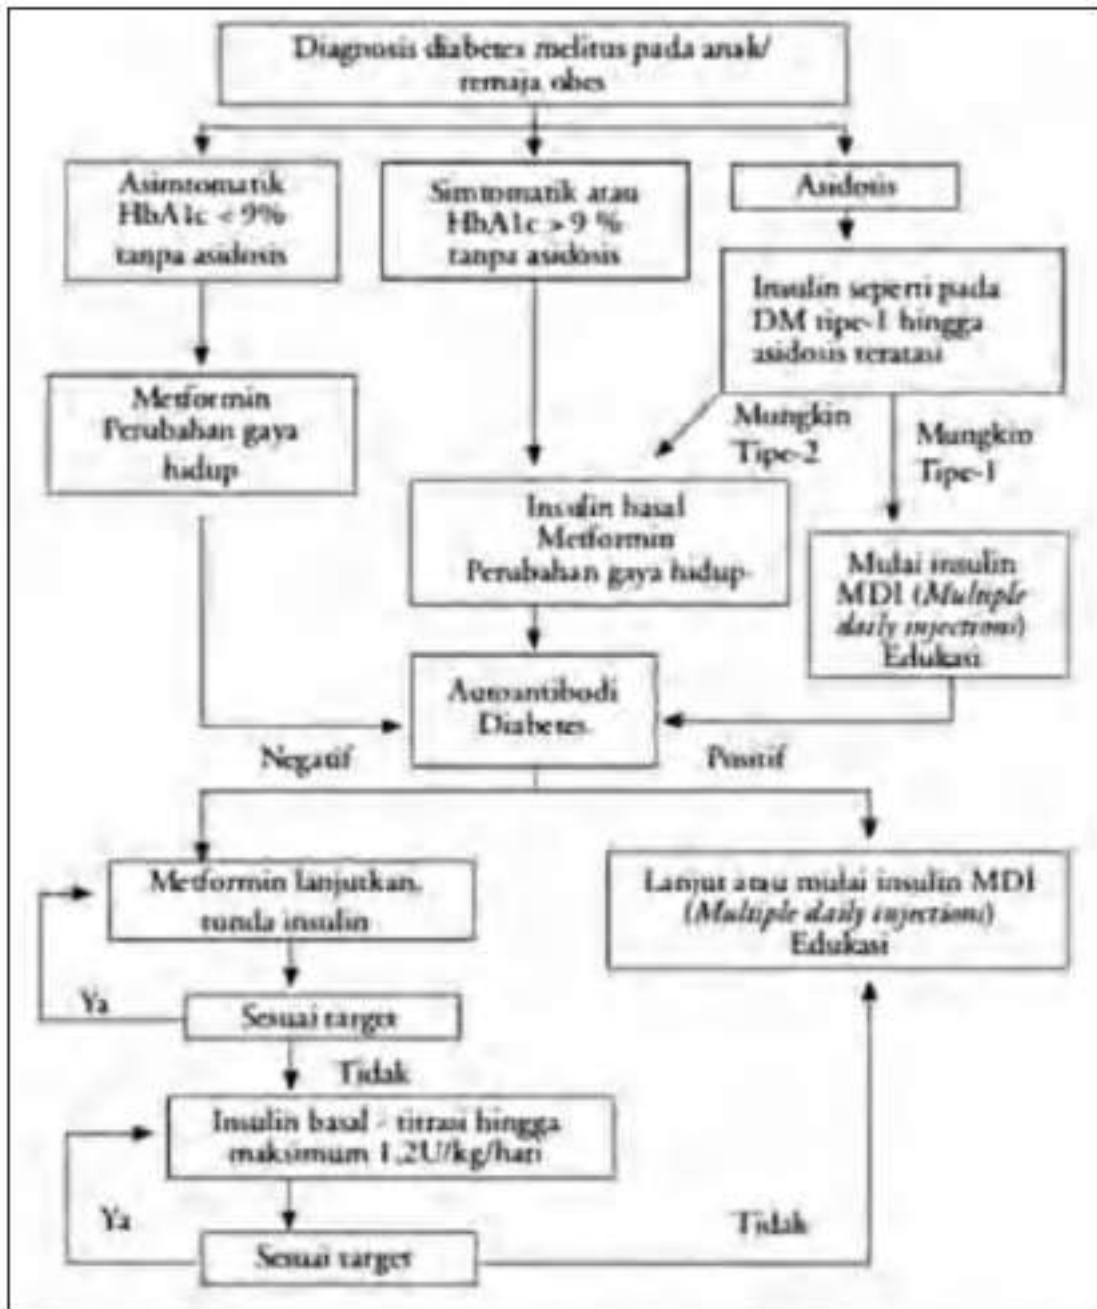 Diagnosis diabetes melitus pada anak/
remaja obes
Asimtomatik
HbA1c < 9%
tanpa asidosis
Simtomatik atau
HbA1c > 9 %
tanpa asidosis
Asidosis
Insulin seperti pada
DM tipe-1 hingga
asidosis teratasi
Metformin
Perubahan gaya
hidup
Mungkin
Tipe-2
Mungkin
Tipe-1
Insulin basal
Metformin
Perubahan gaya hidup
Mulai insulin
MDI (Multiple
daily injections)
Edukasi
Autoantibodi
Diabetes
Negatif
Positif
Metformin lanjutkan,
tunda insulin
Lanjut atau mulai insulin MDI
(Multiple daily injections)
Edukasi
Ya
Sesuai target
Tidak
Insulin basal - titrasi hingga
maksimum 1,2U/kg/hari
Ya
Sesuai target
Tidak